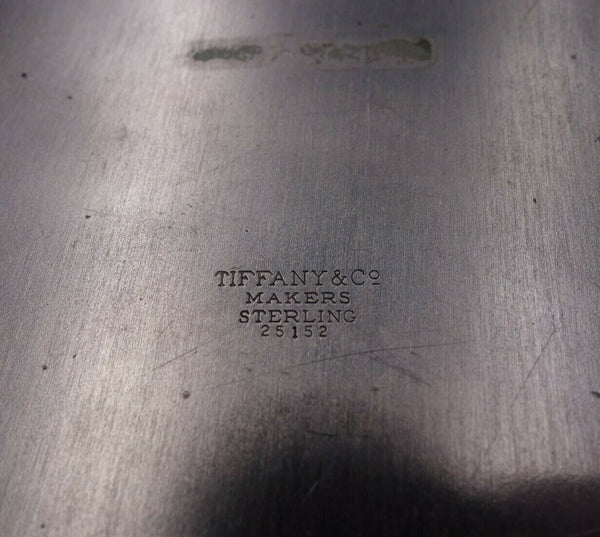 TIFFANY & Cº
MAKERS
STERLING
25152